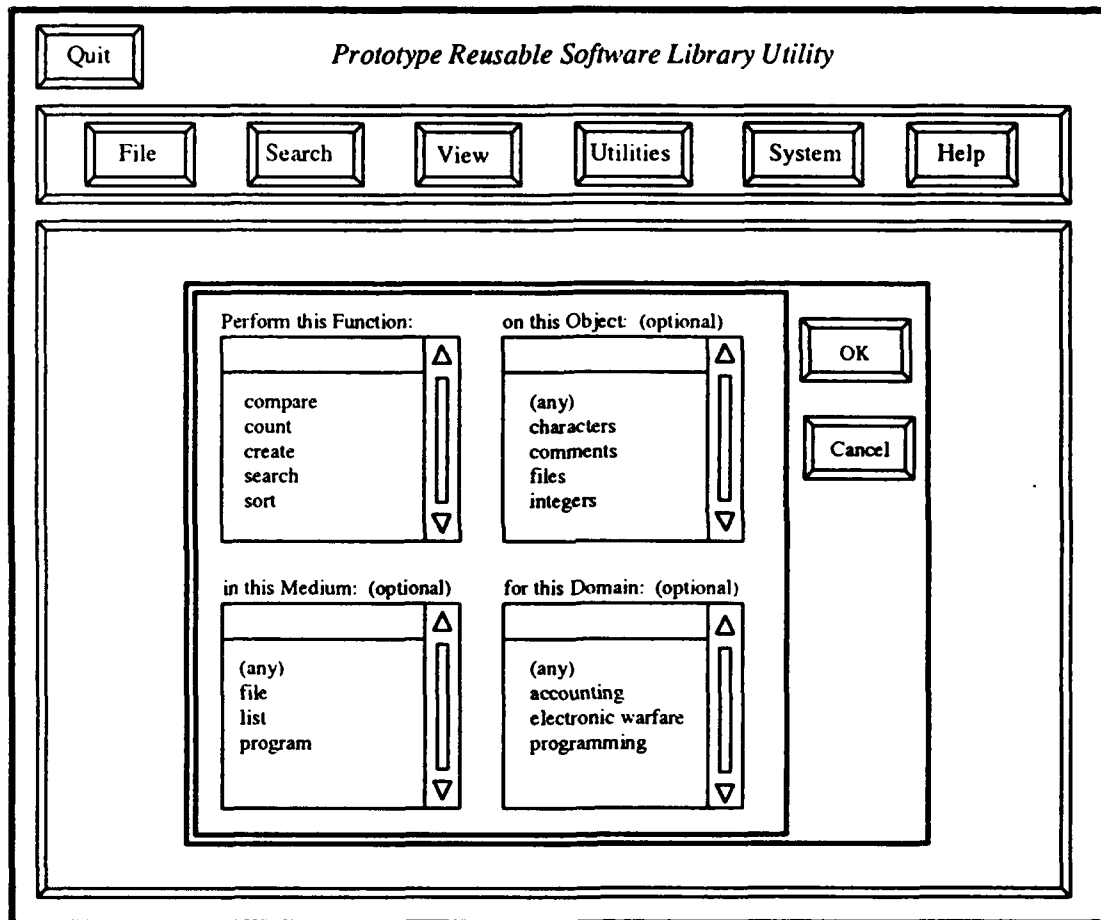 Quit
Prototype Reusable Software Library Utility
File Search View Utilities System Help
Perform this Function:
compare
count
create
search
sort
on this Object: (optional)
(any)
characters
comments
files
integers
OK
Cancel
in this Medium: (optional)
(any)
file
list
program
for this Domain: (optional)
(any)
accounting
electronic warfare
programming